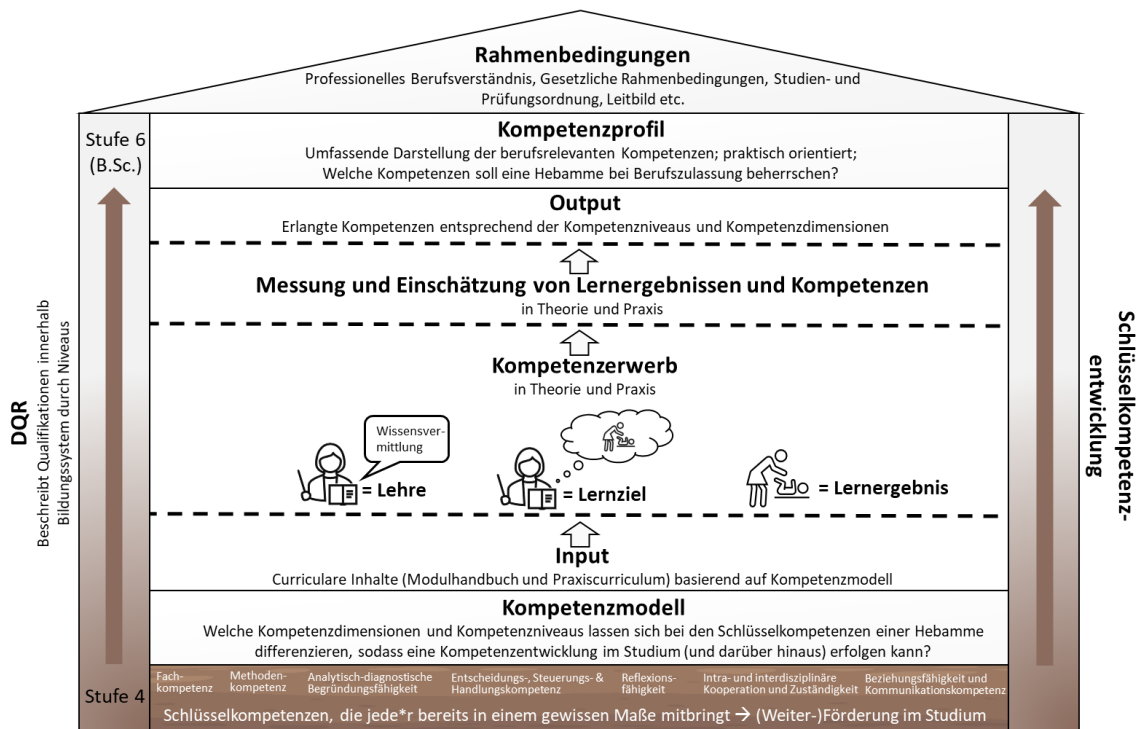 Rahmenbedingungen
Professionelles Berufsverständnis, Gesetzliche Rahmenbedingungen, Studien- und
Prüfungsordnung, Leitbild etc.
Stufe 6
(B.Sc.)
Kompetenzprofil
Umfassende Darstellung der berufsrelevanten Kompetenzen; praktisch orientiert;
Welche Kompetenzen soll eine Hebamme bei Berufszulassung beherrschen?
Output
Erlangte Kompetenzen entsprechend der Kompetenzniveaus und Kompetenzdimensionen
Messung und Einschätzung von Lernergebnissen und Kompetenzen
in Theorie und Praxis
Kompetenzerwerb
in Theorie und Praxis
Wissensver-
mittlung
= Lehre
= Lernziel
= Lernergebnis
Input
Curriculare Inhalte (Modulhandbuch und Praxiscurriculum) basierend auf Kompetenzmodell
Kompetenzmodell
Welche Kompetenzdimensionen und Kompetenzniveaus lassen sich bei den Schlüsselkompetenzen einer Hebamme
differenzieren, sodass eine Kompetenzentwicklung im Studium (und darüber hinaus) erfolgen kann?
DQR
Beschreibt Qualifikationen innerhalb
Bildungssystem durch Niveaus
Schlüsselkompetenz-
entwicklung
Stufe 4
Fach-
kompetenz
Methoden-
kompetenz
Analytisch-diagnostische
Begründungsfähigkeit
Entscheidungs-, Steuerungs- &
Handlungskompetenz
Reflexions-
fähigkeit
Intra- und interdisziplinäre
Kooperation und Zuständigkeit
Beziehungsfähigkeit und
Kommunikationskompetenz
Schlüsselkompetenzen, die jede*r bereits in einem gewissen Maße mitbringt → (Weiter-)Förderung im Studium